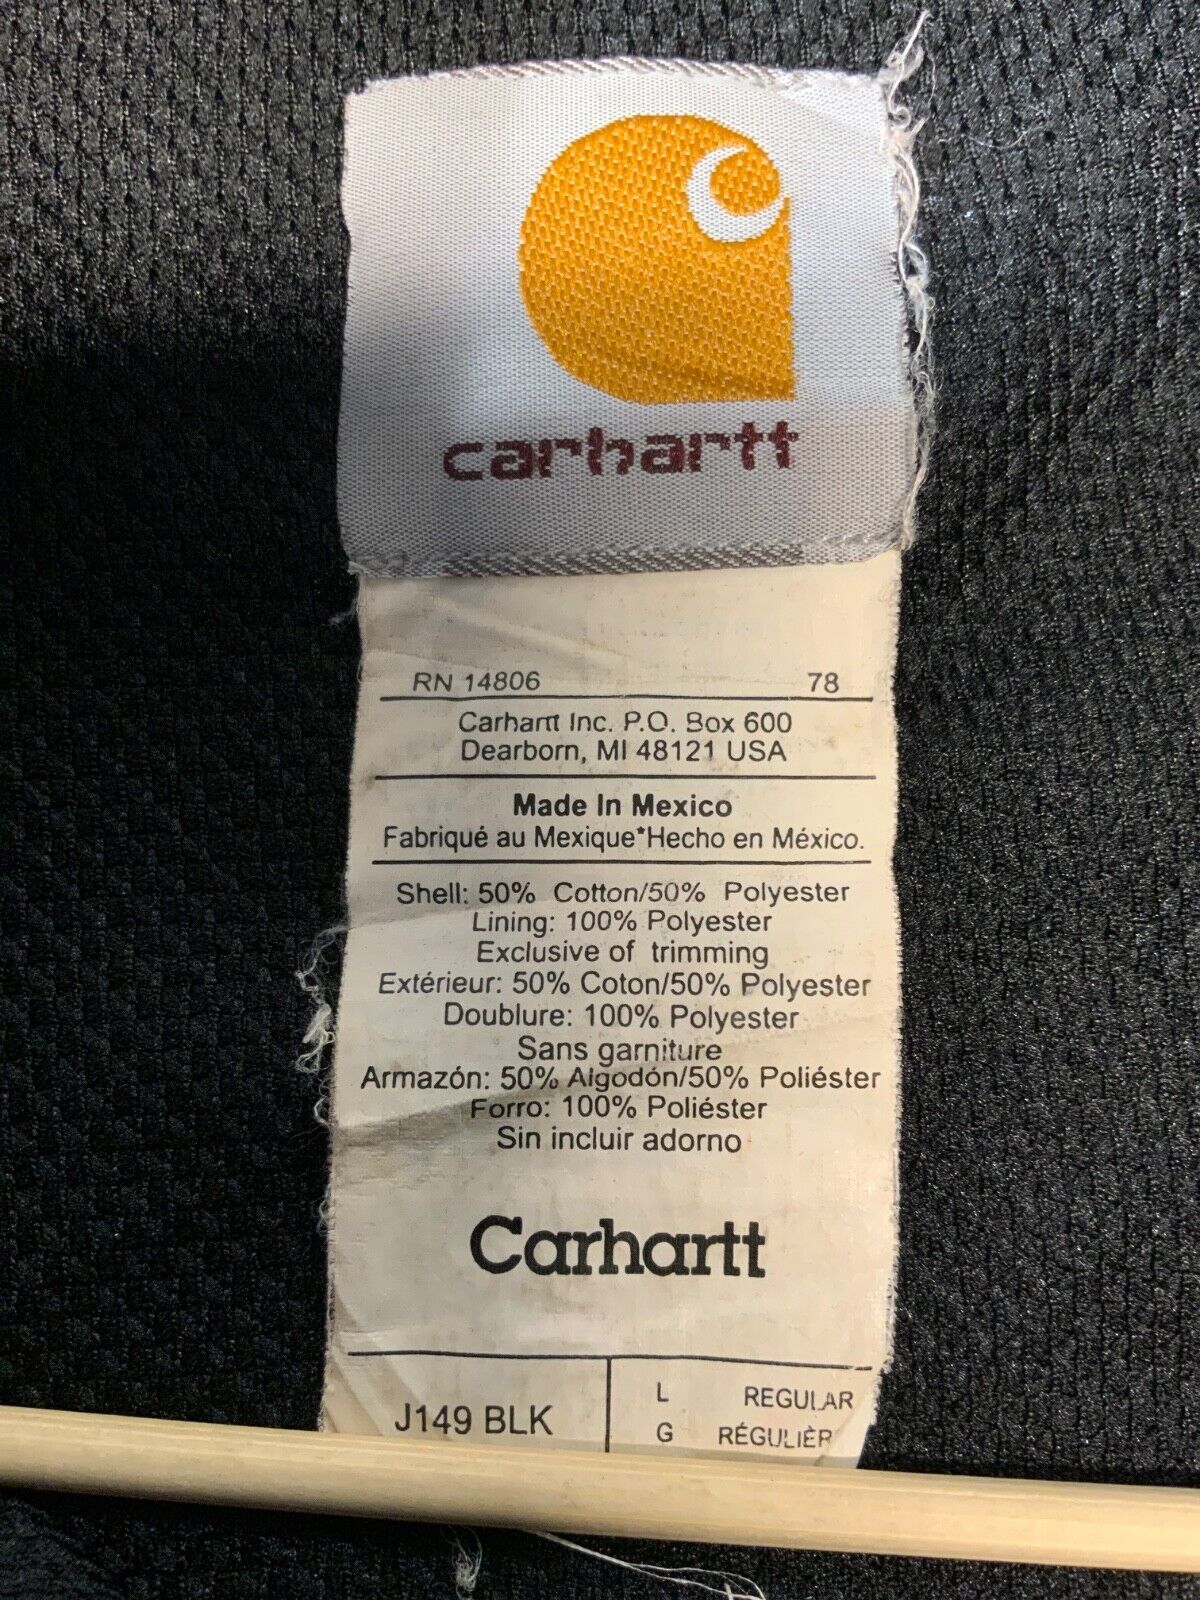 carhartt
RN 14806 78
Carhartt Inc. P.O. Box 600
Dearborn, MI 48121 USA
Made In Mexico
Fabriqué au Mexique*Hecho en México.
Shell: 50% Cotton/50% Polyester
Lining: 100% Polyester
Exclusive of trimming
Extérieur: 50% Coton/50% Polyester
Doublure: 100% Polyester
Sans garniture
Armazón: 50% Algodón/50% Poliéster
Forro: 100% Poliéster
Sin incluir adorno
Carhartt
J149 BLK
L REGULAR
G RÉGULIÈR